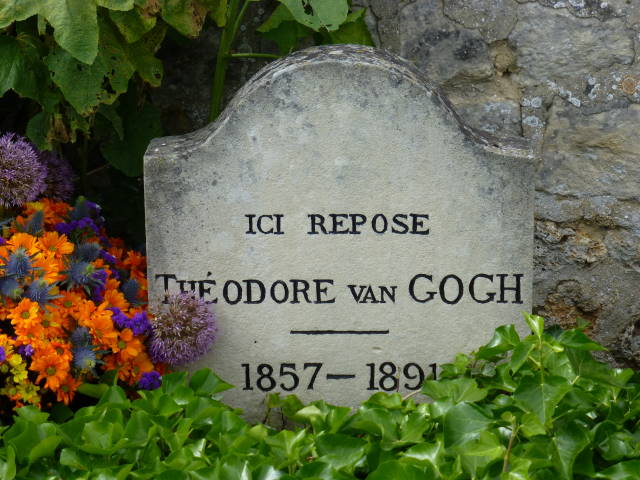 ICI REPOSE
THÉODORE VAN GOGH
1857–1891